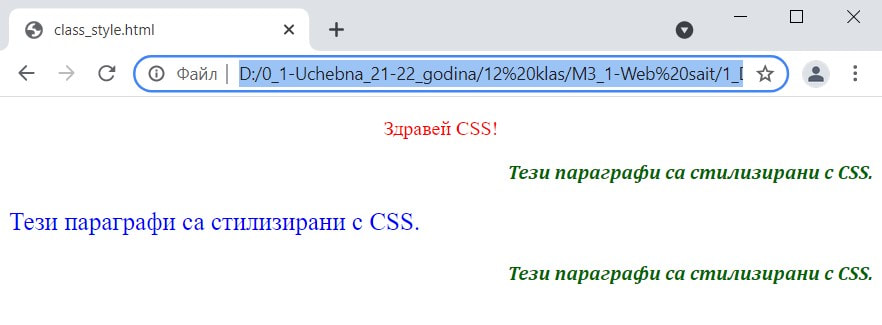 class_style.html
Файл D:/0_1-Uchebna_21-22_godina/12%20klas/M3_1-Web%20sait/1_
Здравей CSS!
Тези параграфи са стилизирани с CSS.
Тези параграфи са стилизирани с CSS.
Тези параграфи са стилизирани с CSS.